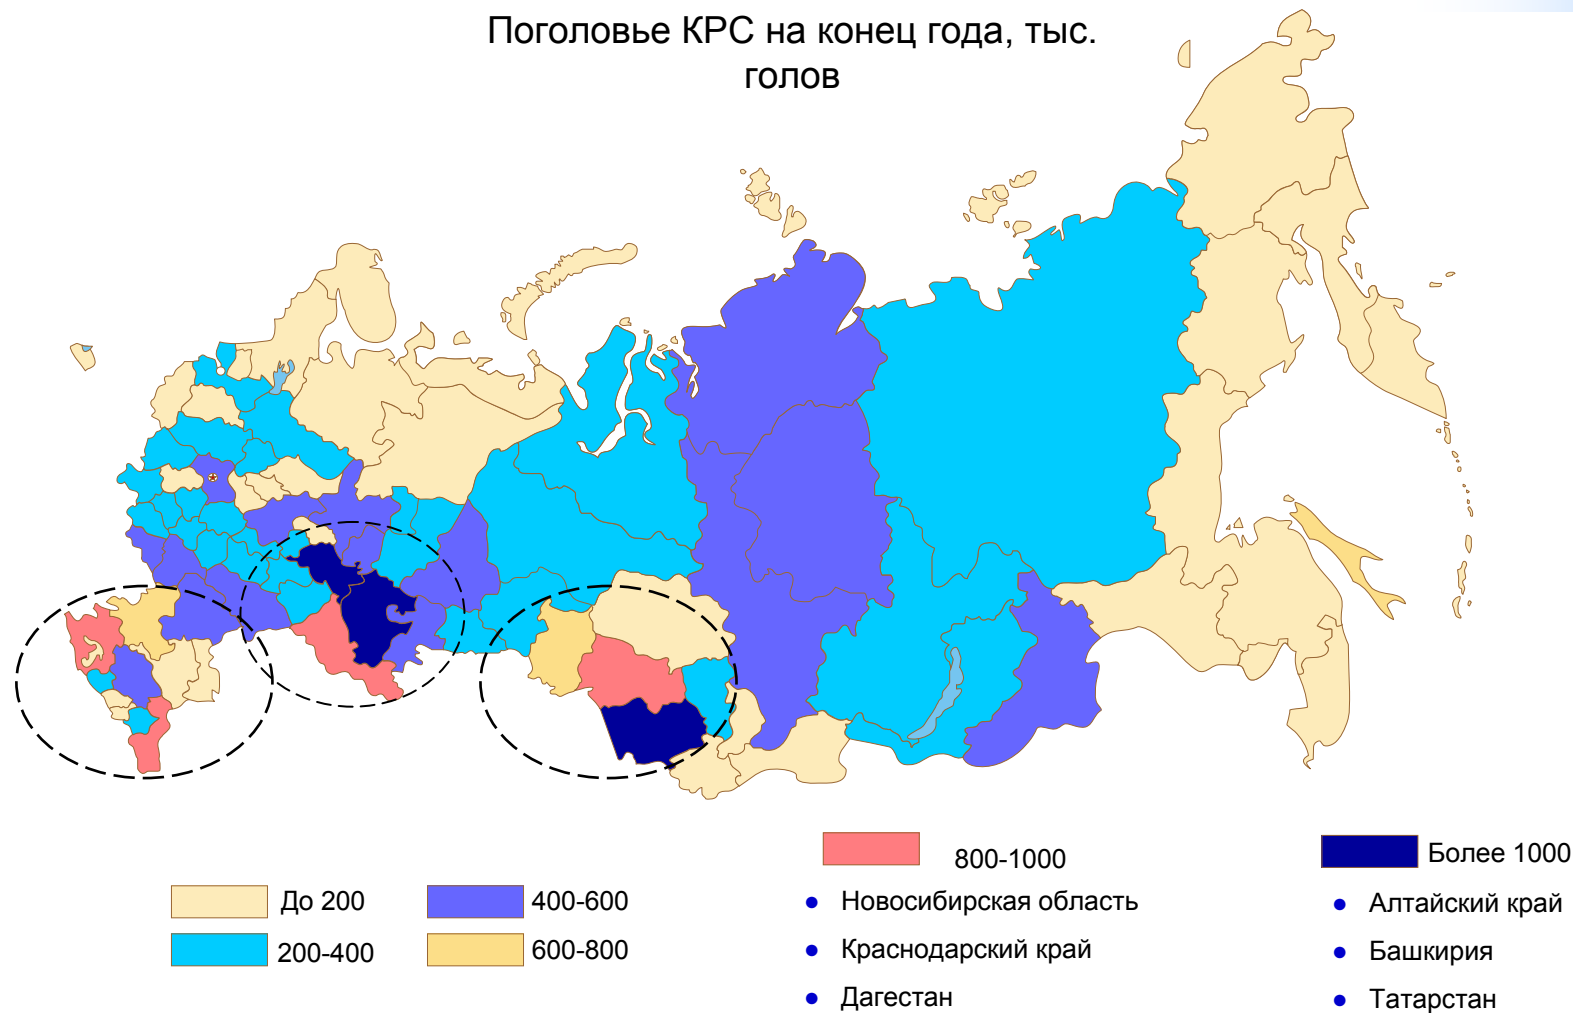 Поголовье КРС на конец года, тыс.
голов
До 200
200-400
400-600
600-800
800-1000
Новосибирская область
Краснодарский край
Дагестан
Более 1000
Алтайский край
Башкирия
Татарстан